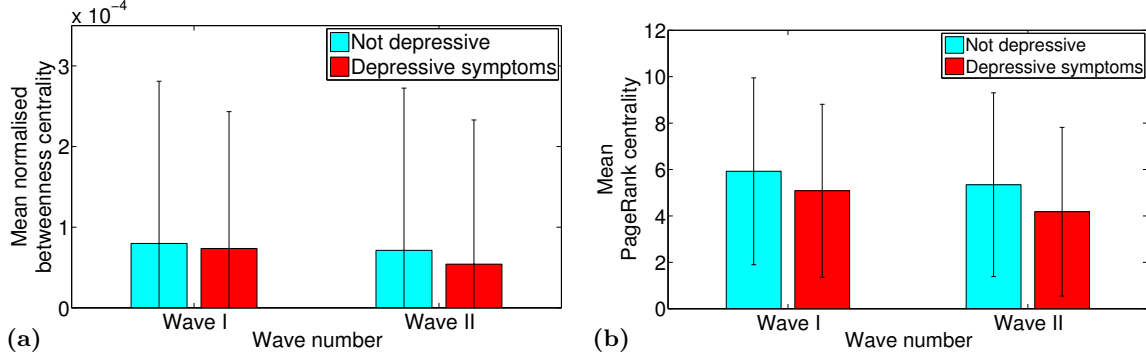 x 10⁻⁴
3
2
1
0
Mean normalised
betweenness centrality
Not depressive
Depressive symptoms
Wave I
Wave II
Wave number
(a)
12
10
8
6
4
2
0
Mean
PageRank centrality
Not depressive
Depressive symptoms
Wave I
Wave II
Wave number
(b)